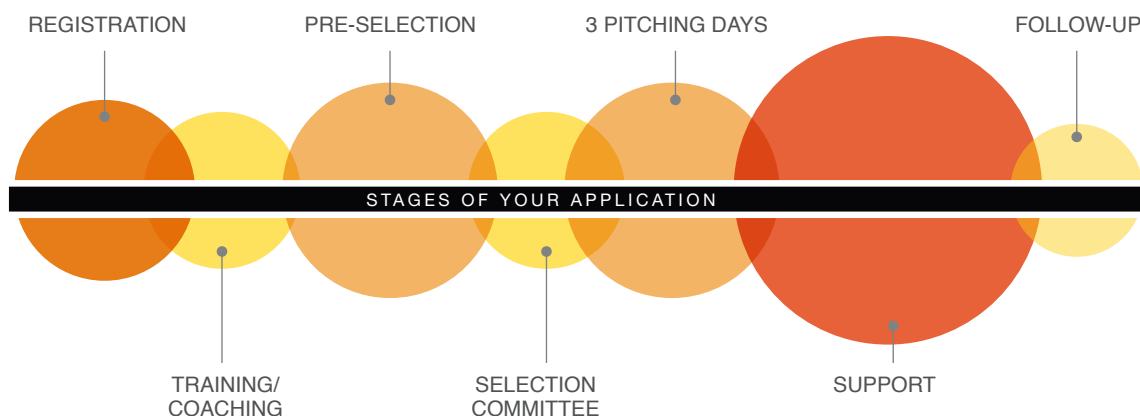 REGISTRATION
PRE-SELECTION
3 PITCHING DAYS
FOLLOW-UP
STAGES OF YOUR APPLICATION
TRAINING/
COACHING
SELECTION
COMMITTEE
SUPPORT